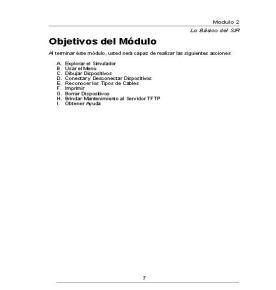 Modulo 2
Lo Básico del SIR
Objetivos del Módulo
Al terminar éste módulo, usted será capaz de realizar las siguientes acciones:
A. Explorar el Simulador
B. Usar el Menú
C. Dibujar Dispositivos
D. Conectar y Desconectar Dispositivos
E. Reconocer los Tipos de Cables
F. Imprimir
G. Borrar Dispositivos
H. Brindar Mantenimiento al Servidor TFTP
I. Obtener Ayuda
7